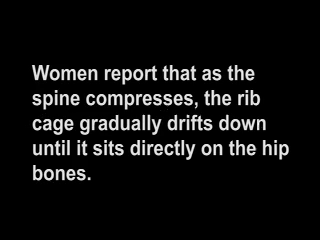 Women report that as the
spine compresses, the rib
cage gradually drifts down
until it sits directly on the hip
bones.